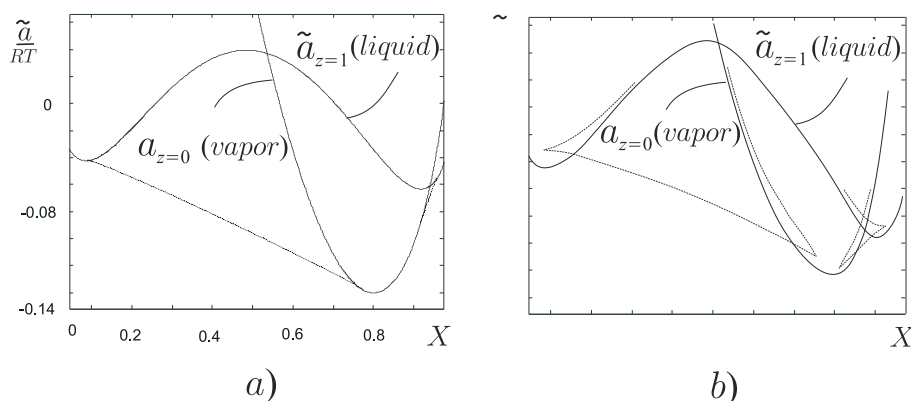 ã/RT
0
-0.08
-0.14
0 0.2 0.4 0.6 0.8 X
ã_{z=1} (liquid)
a_{z=0} (vapor)
a)
~
ã_{z=1} (liquid)
a_{z=0} (vapor)
X
b)